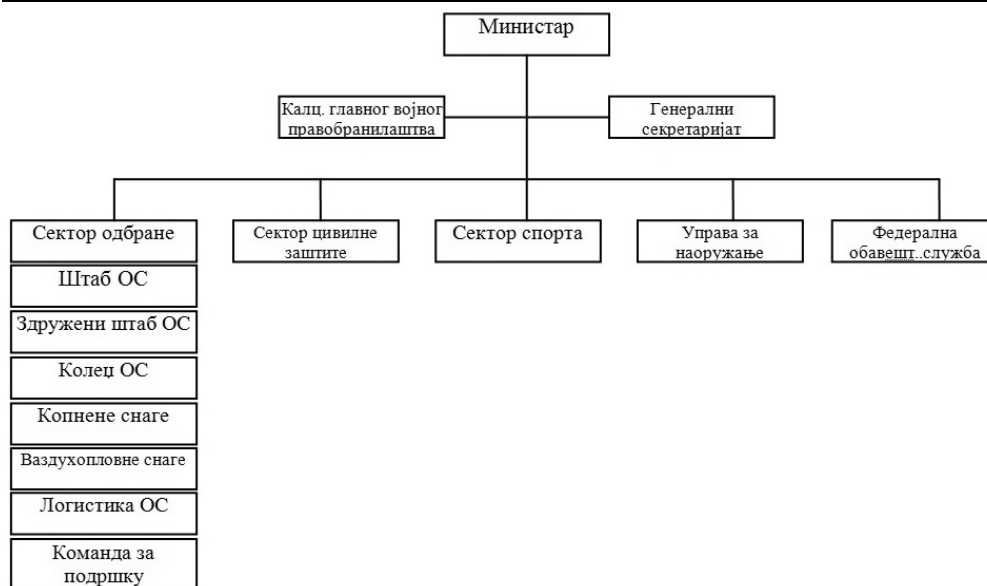 Министар
Калц. главног војног
правобранилаштва
Генерални
секретаријат
Сектор одбране
Сектор цивилне
заштите
Сектор спорта
Управа за
наоружање
Федерална
обавешт..служба
Штаб ОС
Здружени штаб ОС
Колец ОС
Копнене снаге
Ваздухопловне снаге
Логистика ОС
Команда за
подршку